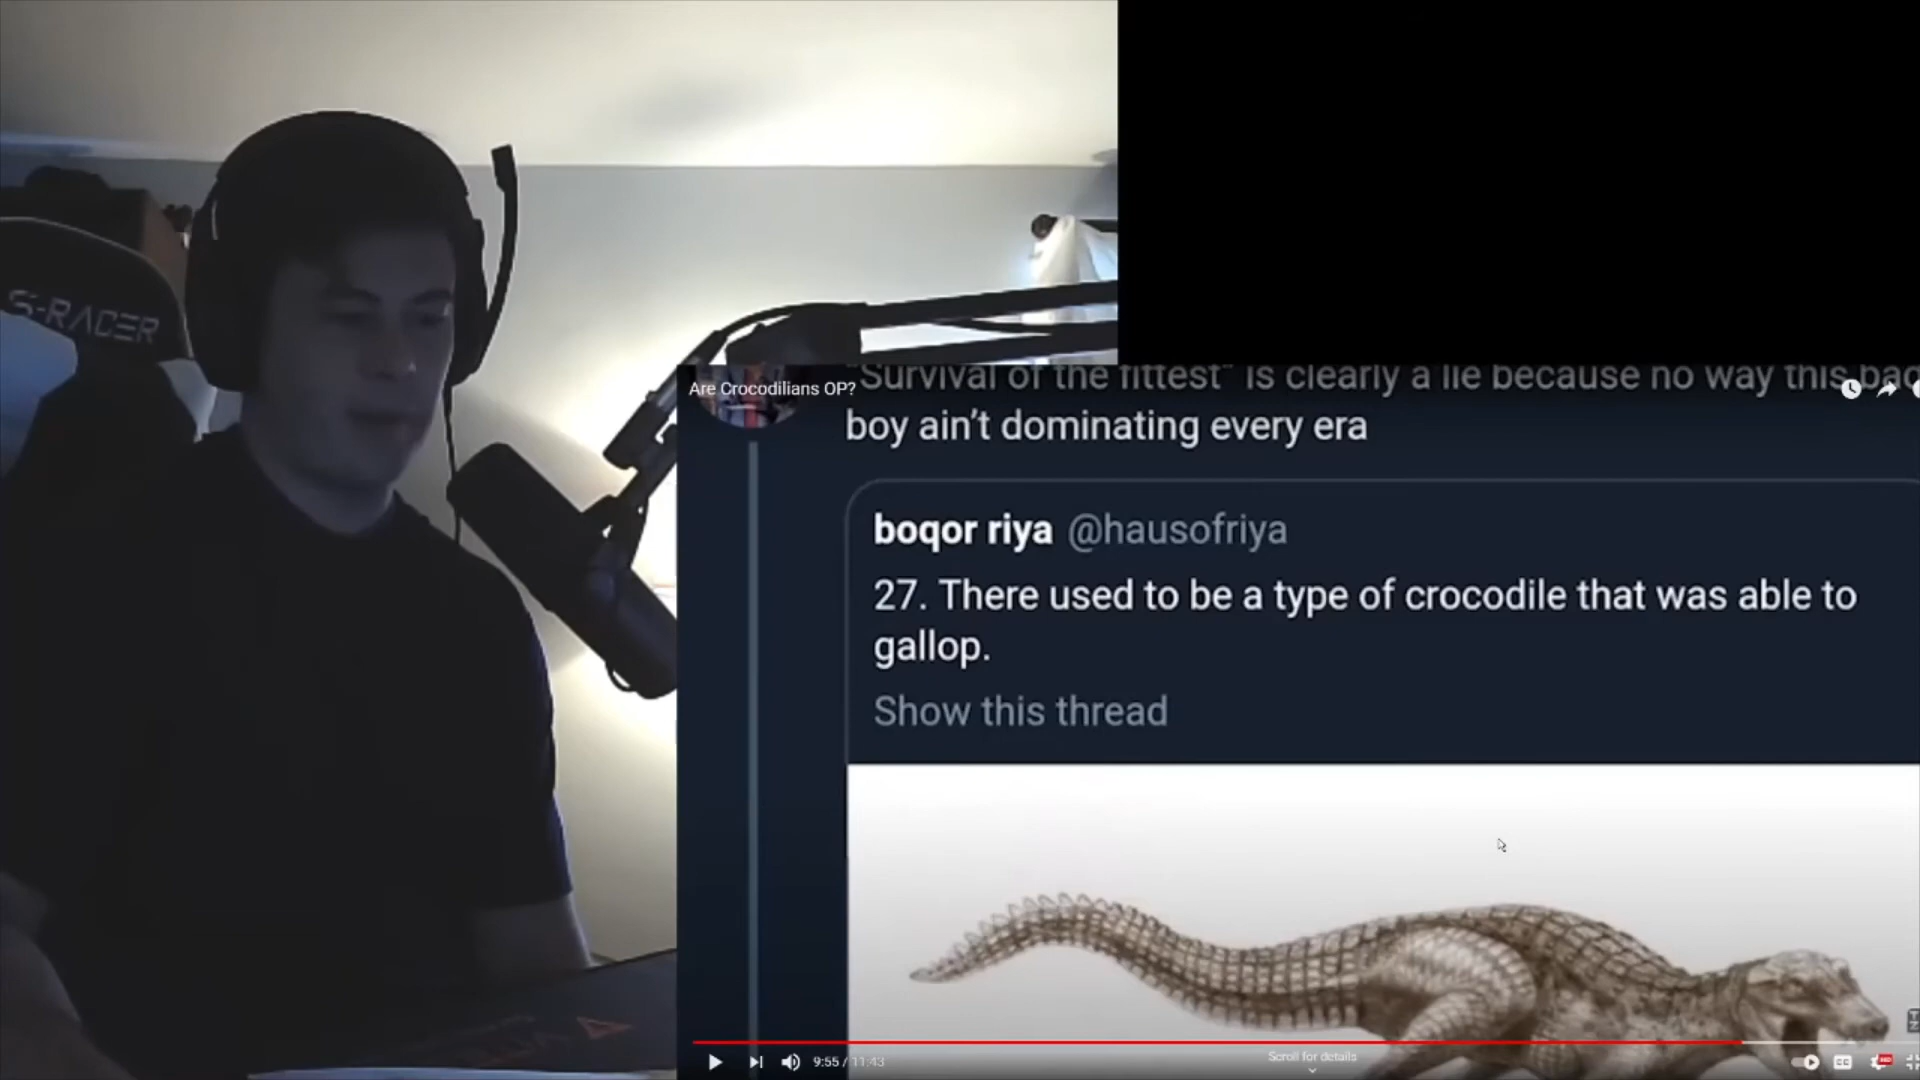 S-RACER
Are Crocodilians OP?
"Survival of the fittest" is clearly a lie because no way this bad
boy ain't dominating every era
boqor riya @hausofriya
27. There used to be a type of crocodile that was able to
gallop.
Show this thread
9:55 / 11:43
Scroll for details
CC
HD